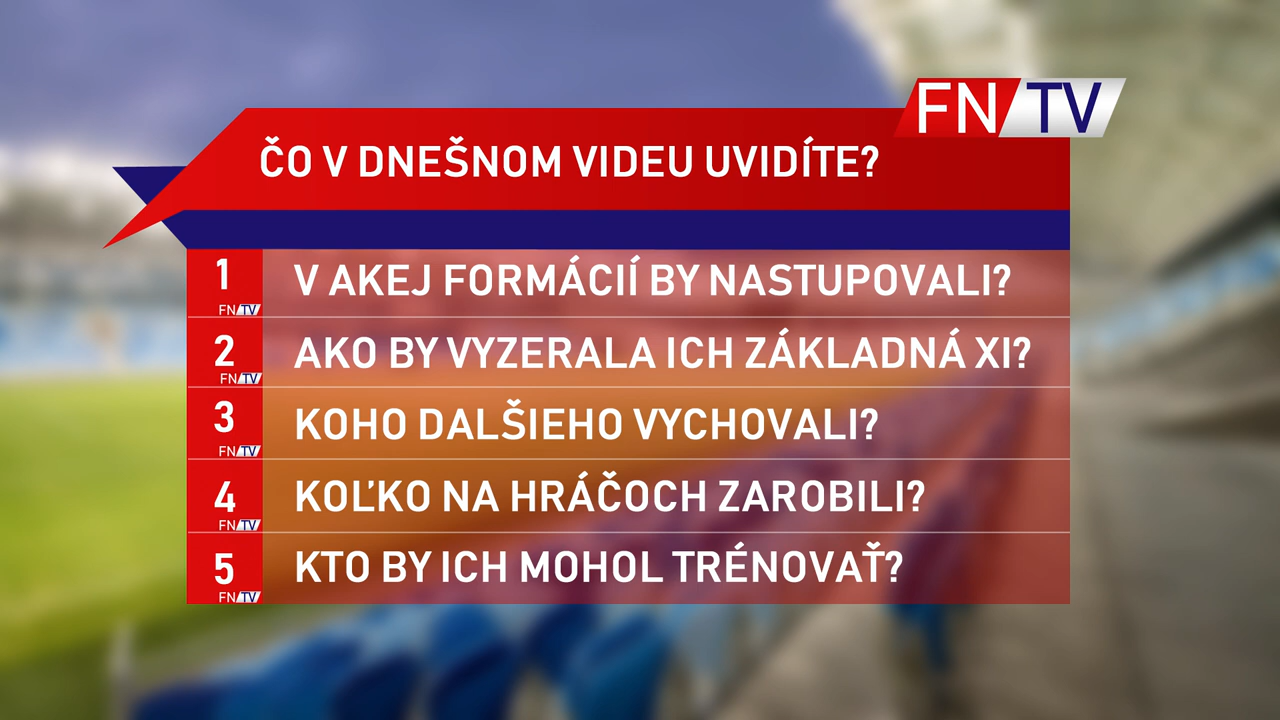 FN/TV
ČO V DNEŠNOM VIDEU UVIDÍTE?
1 V AKEJ FORMÁCIÍ BY NASTUPOVALI?
FN/TV
2 AKO BY VYZERALA ICH ZÁKLADNÁ XI?
FN/TV
3 KOHO DALŠIEHO VYCHOVALI?
FN/TV
4 KOĽKO NA HRÁČOCH ZAROBILI?
FN/TV
5 KTO BY ICH MOHOL TRÉNOVAŤ?
FN/TV